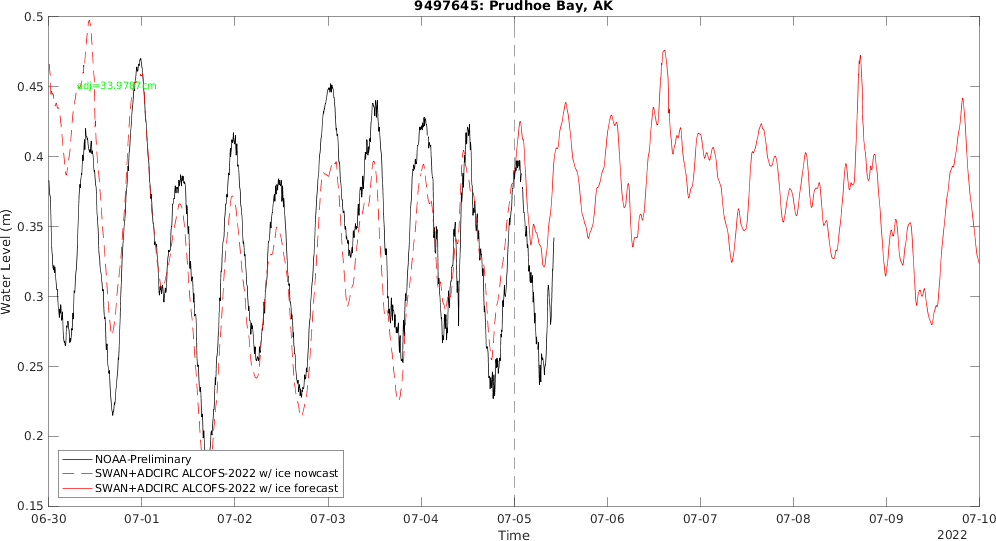 9497645: Prudhoe Bay, AK
0.5
0.45
0.4
0.35
0.3
0.25
0.2
0.15
Water Level (m)
adj=33.9787cm
NOAA-Preliminary
SWAN+ADCIRC ALCOFS-2022 w/ ice nowcast
SWAN+ADCIRC ALCOFS-2022 w/ ice forecast
06-30 07-01 07-02 07-03 07-04 07-05 07-06 07-07 07-08 07-09 07-10
Time
2022